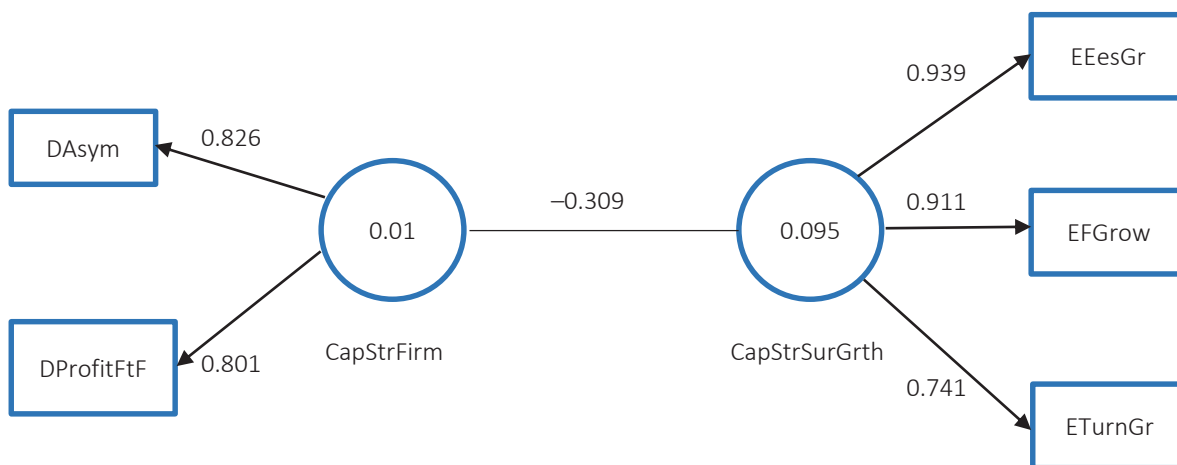 EEesGr
0.939
DAsym
0.826
–0.309
0.911
EFGrow
0.01
0.095
CapStrFirm
CapStrSurGrth
DProfitFtF
0.801
0.741
ETurnGr